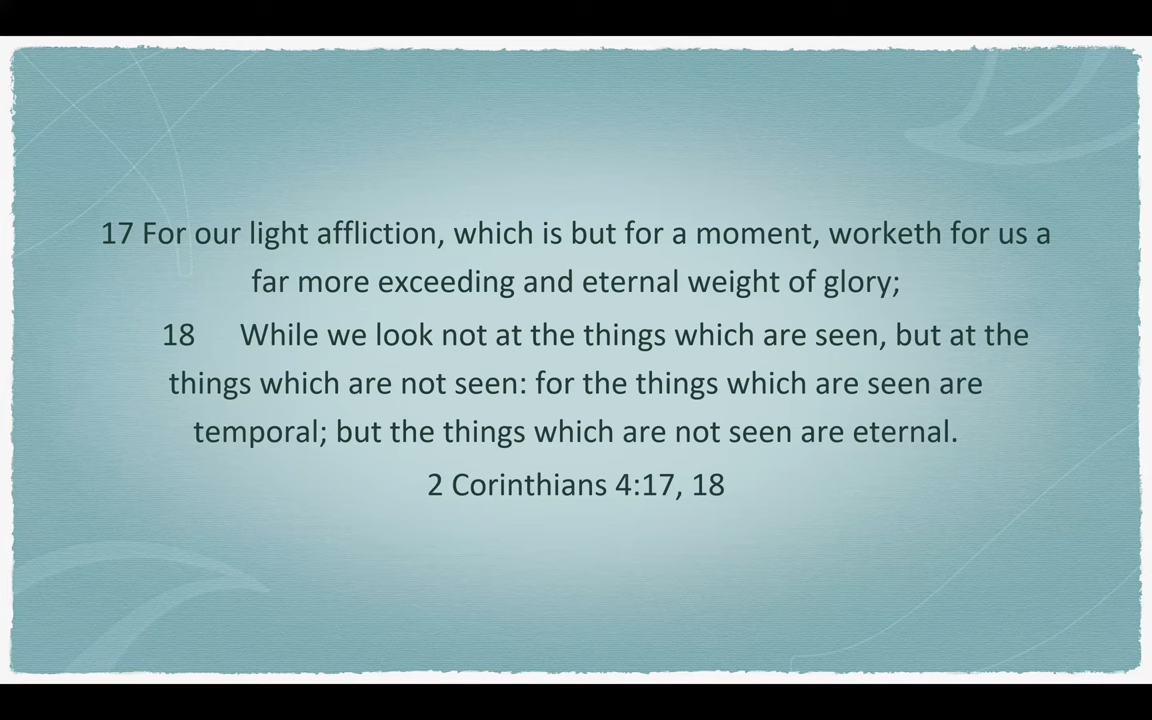 17 For our light affliction, which is but for a moment, worketh for us a
far more exceeding and eternal weight of glory;
18 While we look not at the things which are seen, but at the
things which are not seen: for the things which are seen are
temporal; but the things which are not seen are eternal.
2 Corinthians 4:17, 18